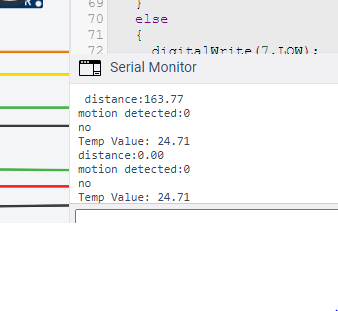 69 }
70 else
71 {
72 digitalWrite(7,LOW);
Serial Monitor
distance:163.77
motion detected:0
no
Temp Value: 24.71
distance:0.00
motion detected:0
no
Temp Value: 24.71